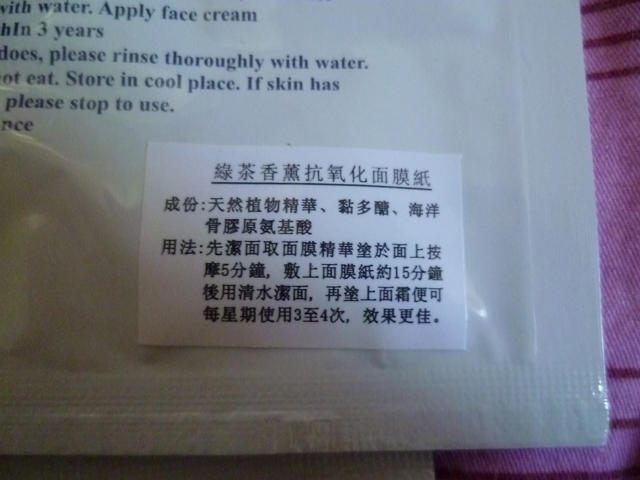 with water. Apply face cream
hIn 3 years
does, please rinse thoroughly with water.
not eat. Store in cool place. If skin has
please stop to use.
nce
綠茶香薰抗氧化面膜紙
成份:天然植物精華、黏多醣、海洋
骨膠原氨基酸
用法:先潔面取面膜精華塗於面上按
摩5分鐘,敷上面膜紙約15分鐘
後用清水潔面,再塗上面霜便可
每星期使用3至4次,效果更佳。